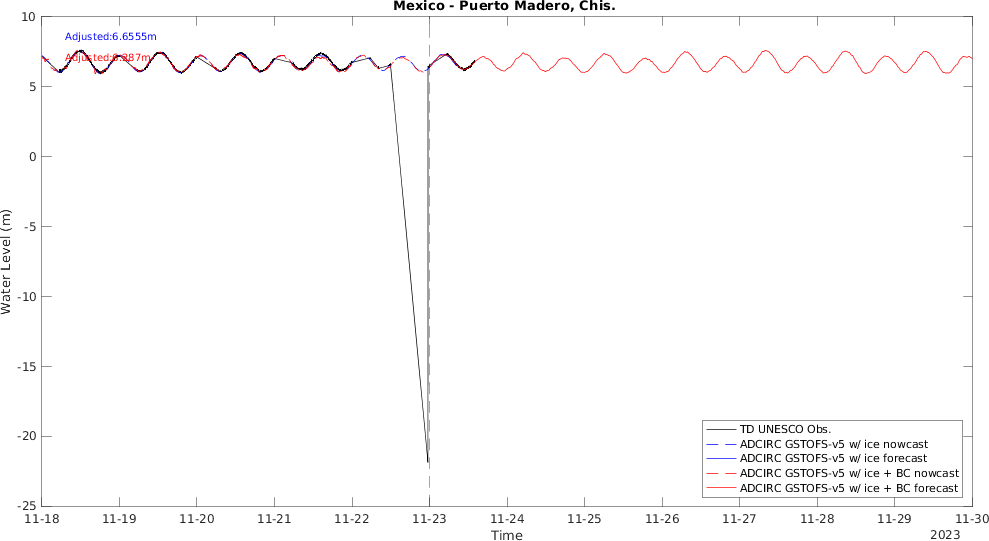 Mexico - Puerto Madero, Chis.
10
5
0
-5
-10
-15
-20
-25
Water Level (m)
Adjusted:6.6555m
TD UNESCO Obs.
ADCIRC GSTOFS-v5 w/ ice nowcast
ADCIRC GSTOFS-v5 w/ ice forecast
ADCIRC GSTOFS-v5 w/ ice + BC nowcast
ADCIRC GSTOFS-v5 w/ ice + BC forecast
11-18 11-19 11-20 11-21 11-22 11-23 11-24 11-25 11-26 11-27 11-28 11-29 11-30
Time
2023